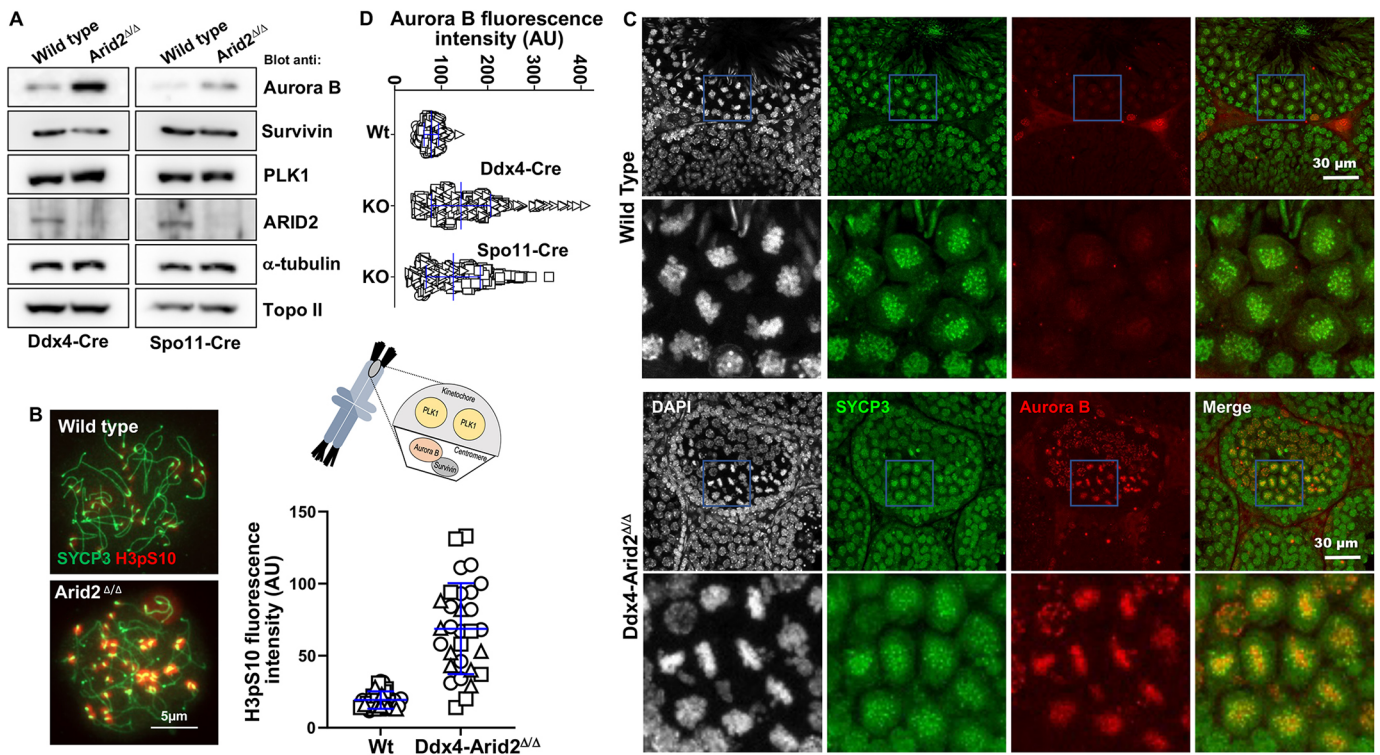 A
Wild type
Arid2Δ/Δ
Wild type
Arid2Δ/Δ
Blot anti:
Aurora B
Survivin
PLK1
ARID2
α-tubulin
Topo II
Ddx4-Cre
Spo11-Cre
D
Aurora B fluorescence
intensity (AU)
0
100
200
300
400
Wt
Ddx4-Cre
KO
Spo11-Cre
KO
Kinetochore
PLK1
PLK1
Centromere
Aurora B
Survivin
B
Wild type
SYCP3 H3pS10
Arid2 Δ/Δ
5µm
H3pS10 fluorescence
intensity (AU)
150
100
50
0
Wt
Ddx4-Arid2Δ/Δ
C
Wild Type
30 µm
Ddx4-Arid2Δ/Δ
DAPI
SYCP3
Aurora B
Merge
30 µm